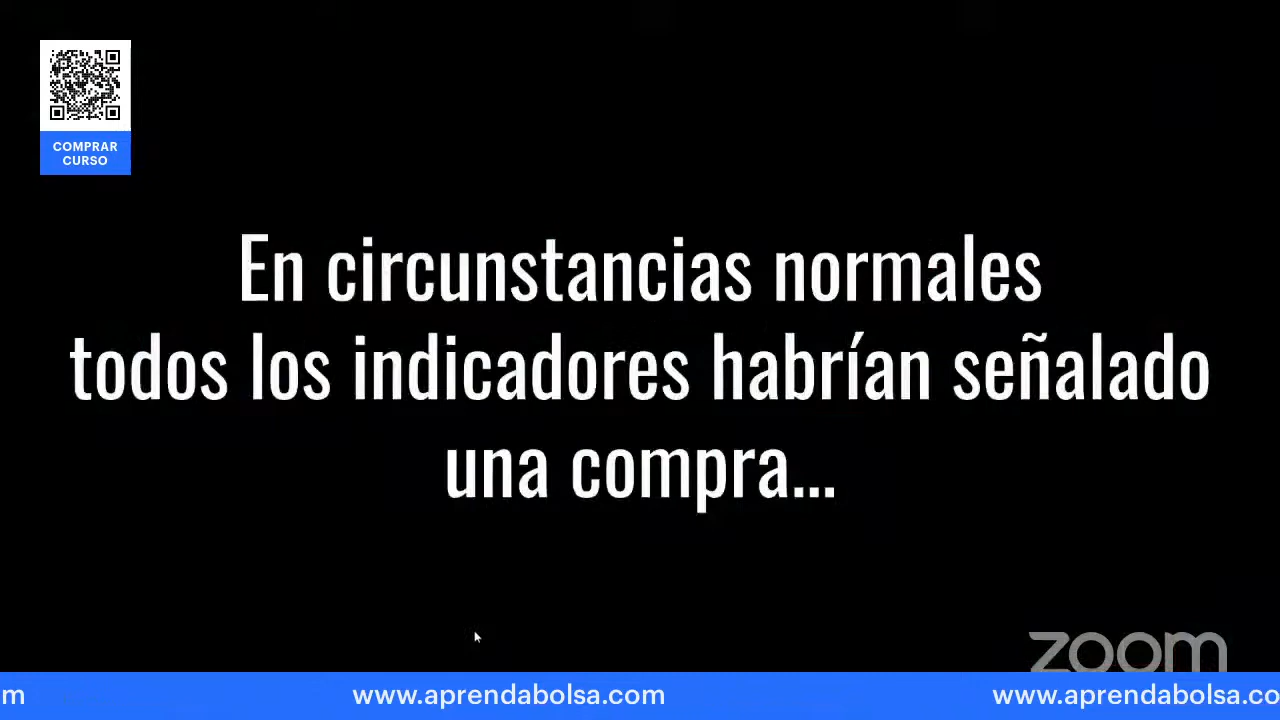 COMPRAR
CURSO
En circunstancias normales
todos los indicadores habrían señalado
una compra...
zoom
m www.aprendabolsa.com www.aprendabolsa.co